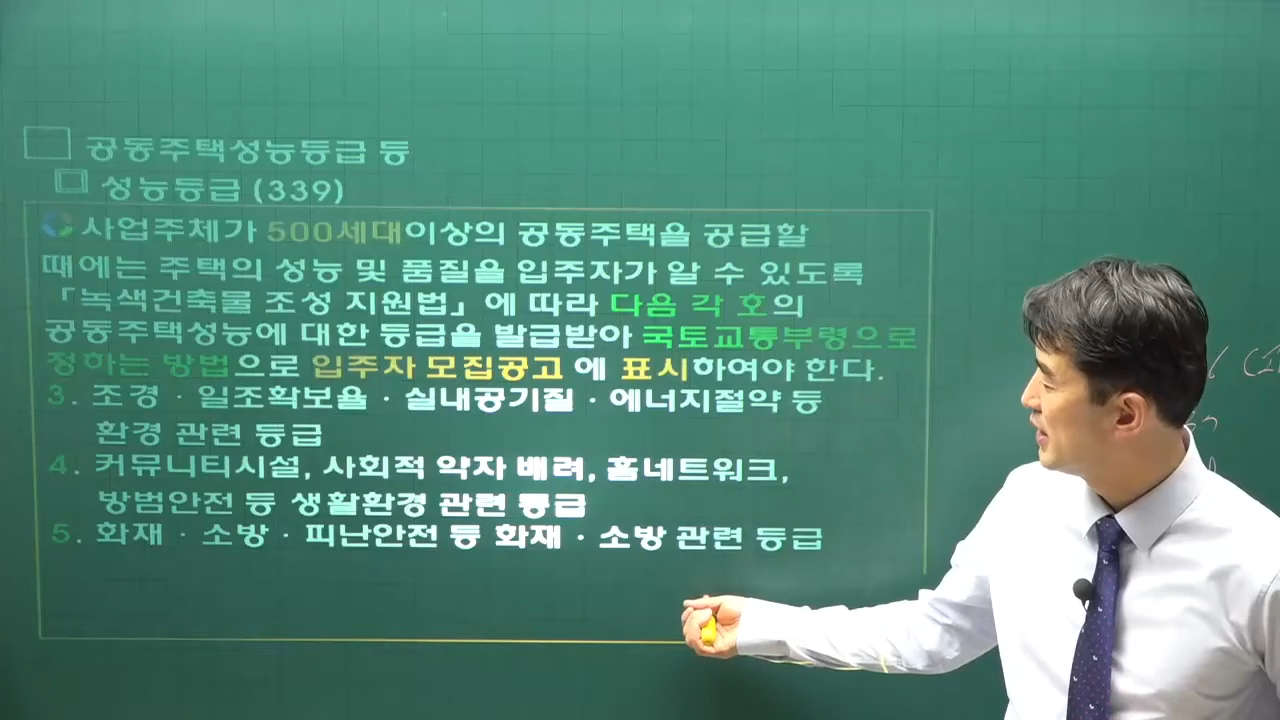 공동주택성능등급 등
성능등급 (339)
사업주체가 500세대이상의 공동주택을 공급할
때에는 주택의 성능 및 품질을 입주자가 알 수 있도록
「녹색건축물 조성 지원법」에 따라 다음 각 호의
공동주택성능에 대한 등급을 발급받아 국토교통부령으로
정하는 방법으로 입주자 모집공고 에 표시하여야 한다.
3. 조경 · 일조확보율 · 실내공기질 · 에너지절약 등
환경 관련 등급
4. 커뮤니티시설, 사회적 약자 배려, 홈네트워크,
방범안전 등 생활환경 관련 등급
5. 화재 · 소방 · 피난안전 등 화재 · 소방 관련 등급